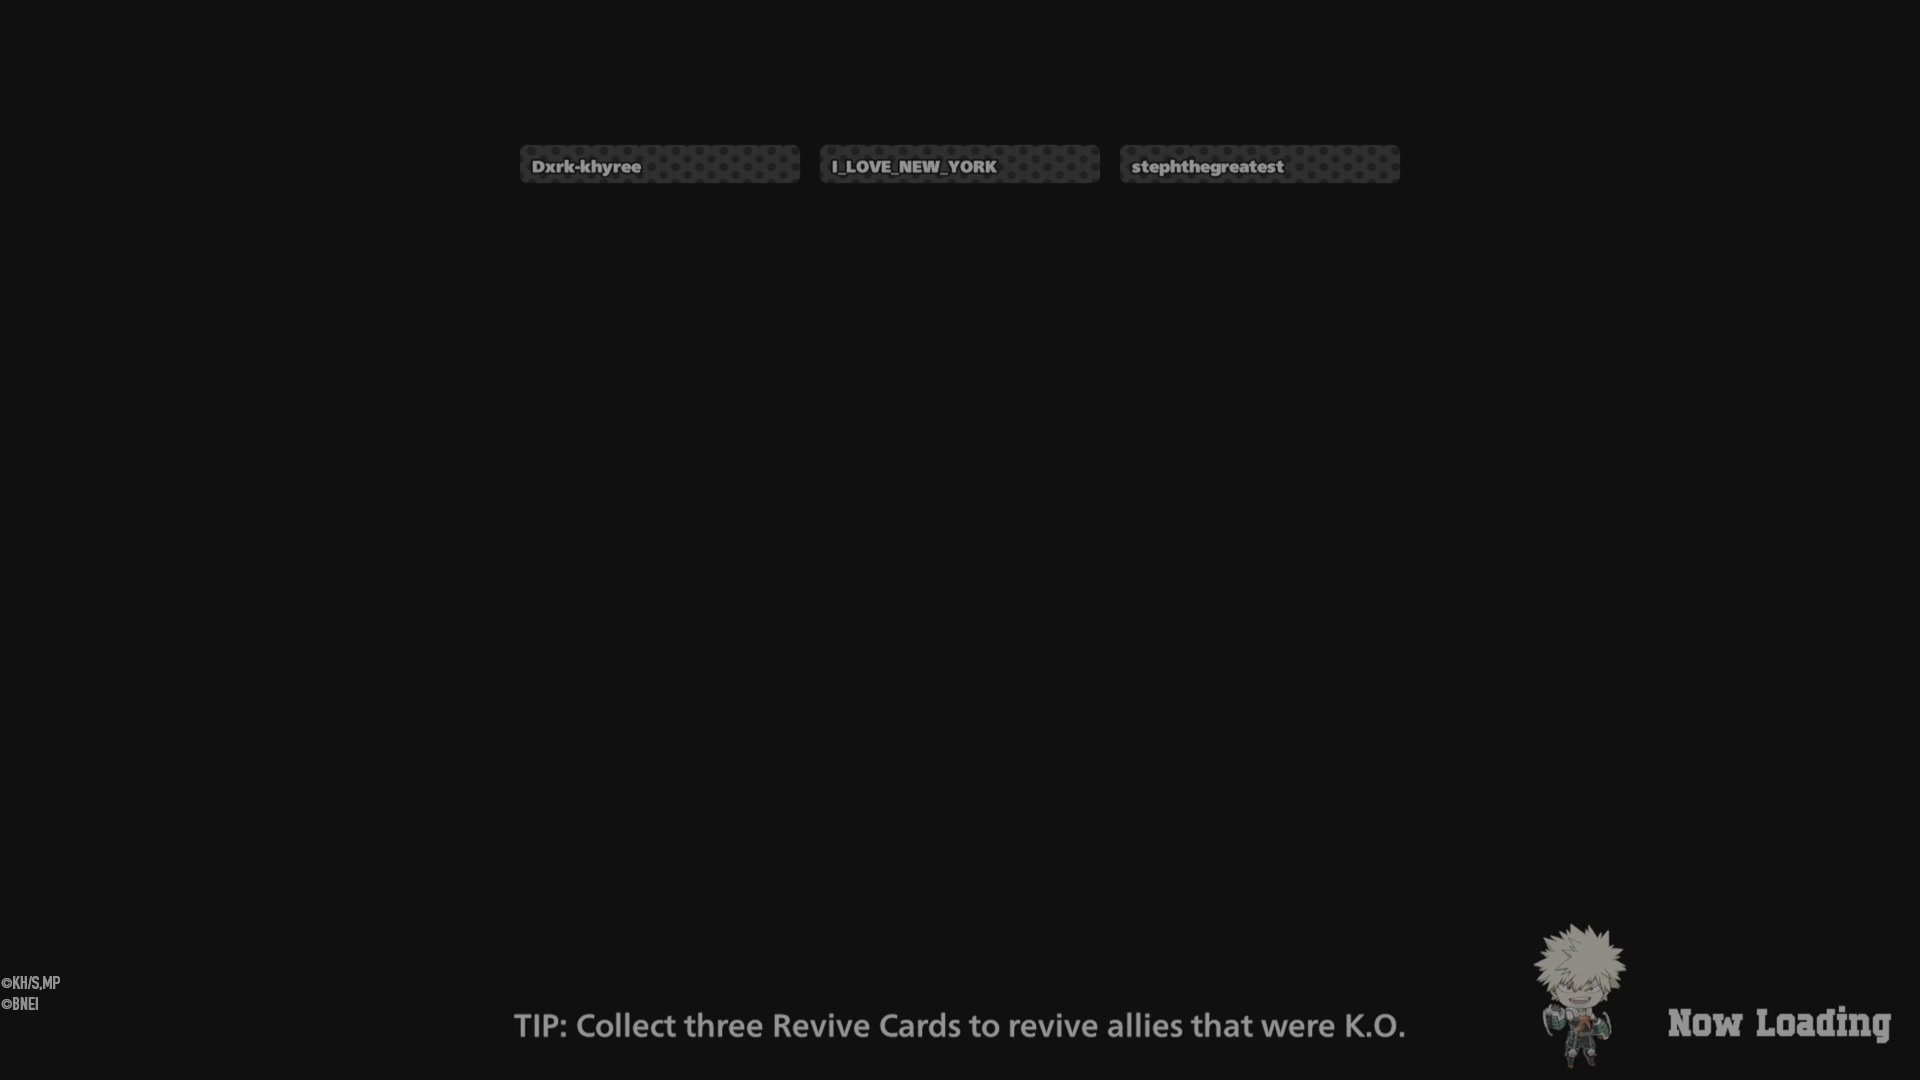 Dxrk-khyree
I_LOVE_NEW_YORK
stephthegreatest
©KH/S,MP
©BNEI
TIP: Collect three Revive Cards to revive allies that were K.O.
Now Loading